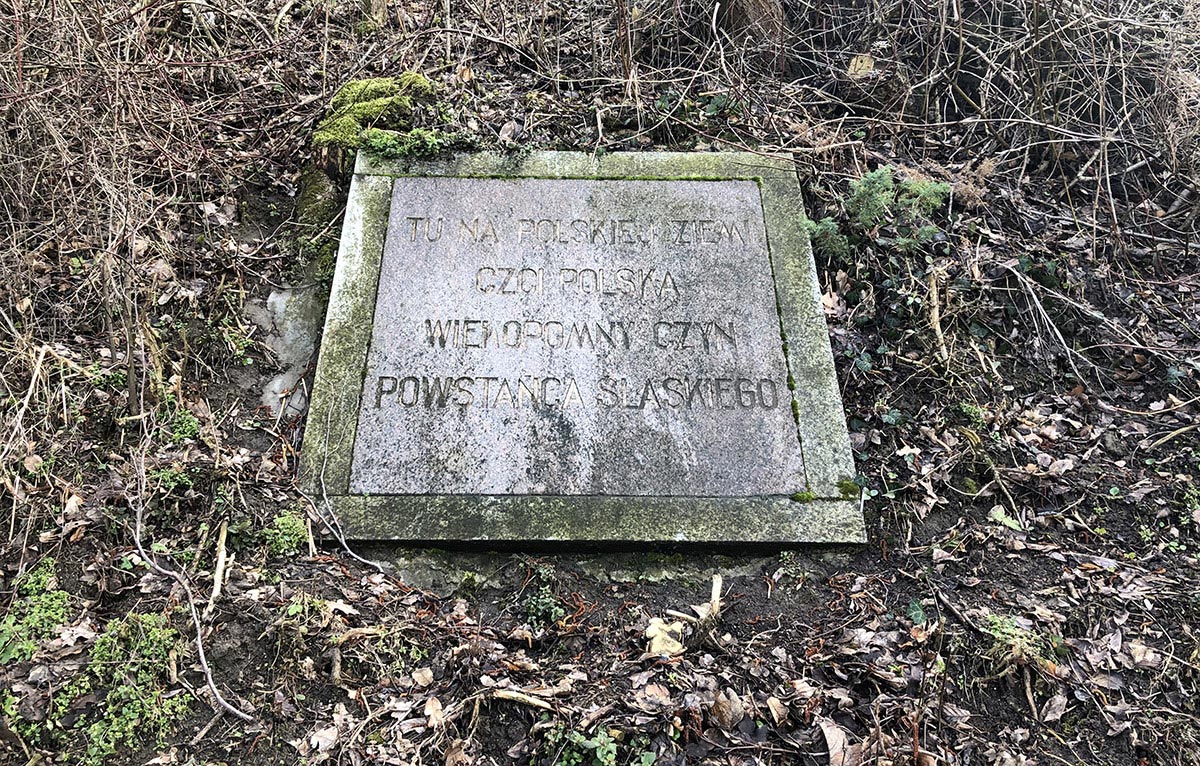 TU NA POLSKIEJ ZIEMI
CZCI POLSKA
WIEKOPOMNY CZYN
POWSTAŃCA ŚLĄSKIEGO